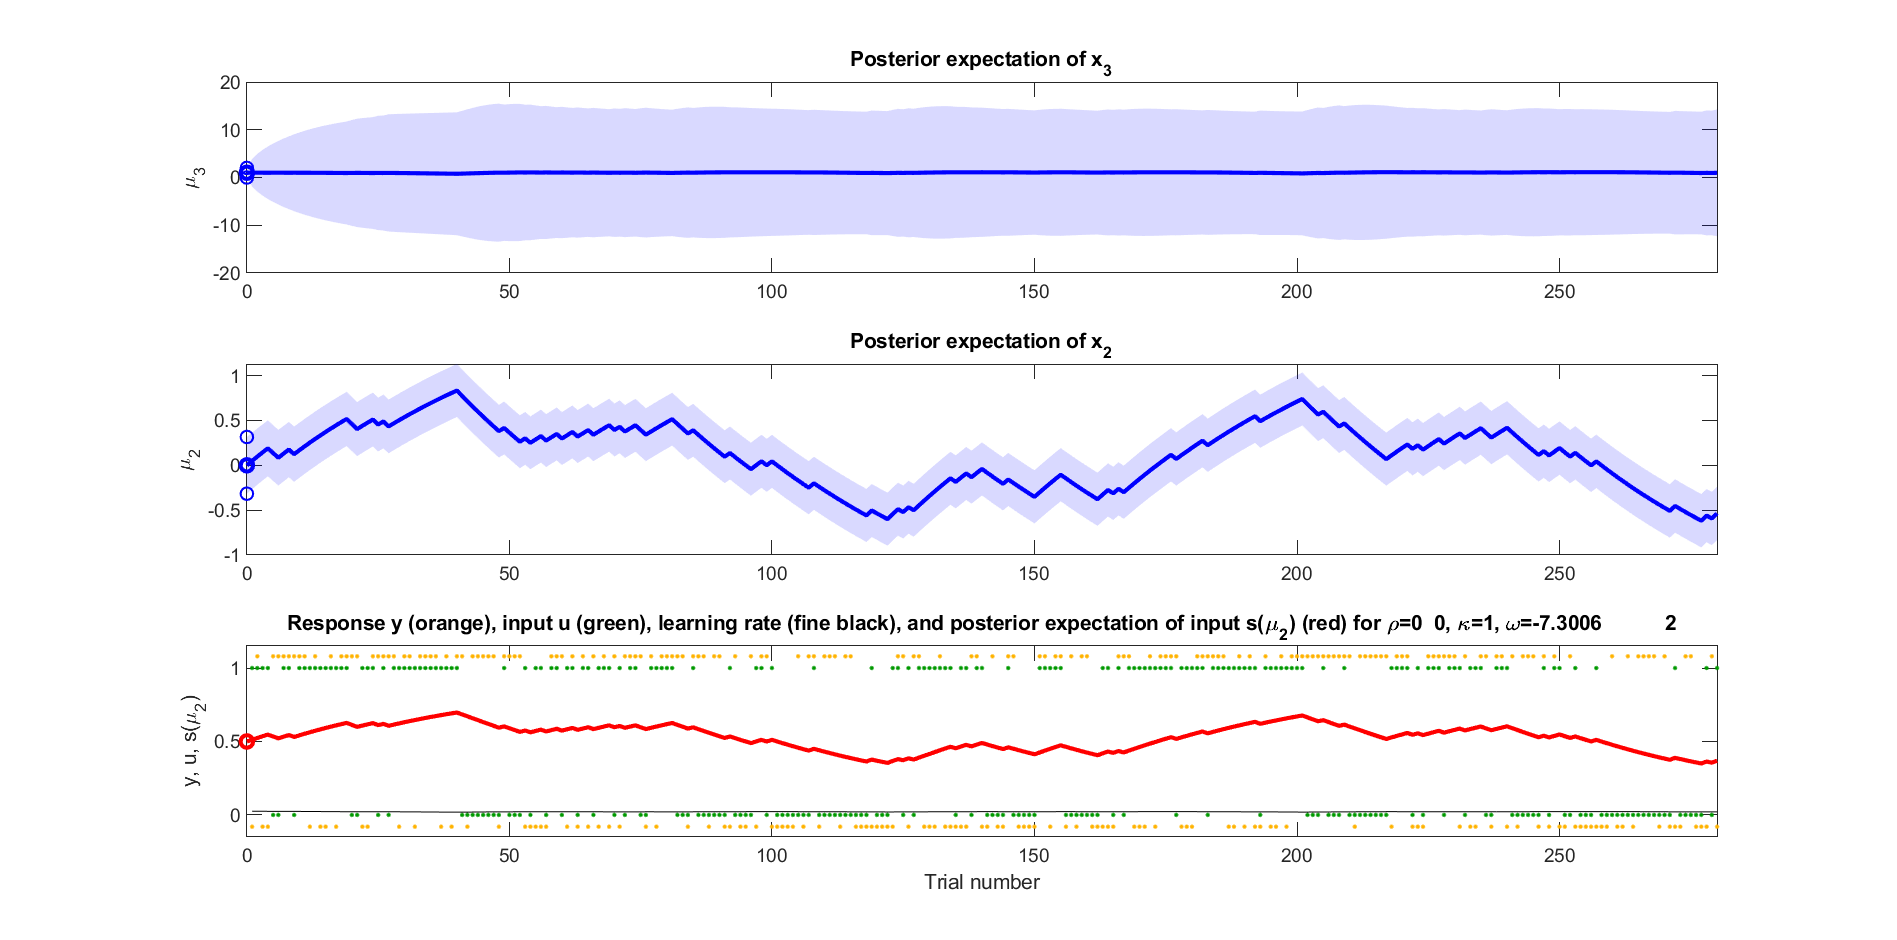 Posterior expectation of x3
20
10
0
-10
-20
μ3
0 50 100 150 200 250
Posterior expectation of x2
1
0.5
0
-0.5
-1
μ2
0 50 100 150 200 250
Response y (orange), input u (green), learning rate (fine black), and posterior expectation of input s(μ2) (red) for ρ=0 0, κ=1, ω=-7.3006 2
1
0.5
0
y, u, s(μ2)
0 50 100 150 200 250
Trial number